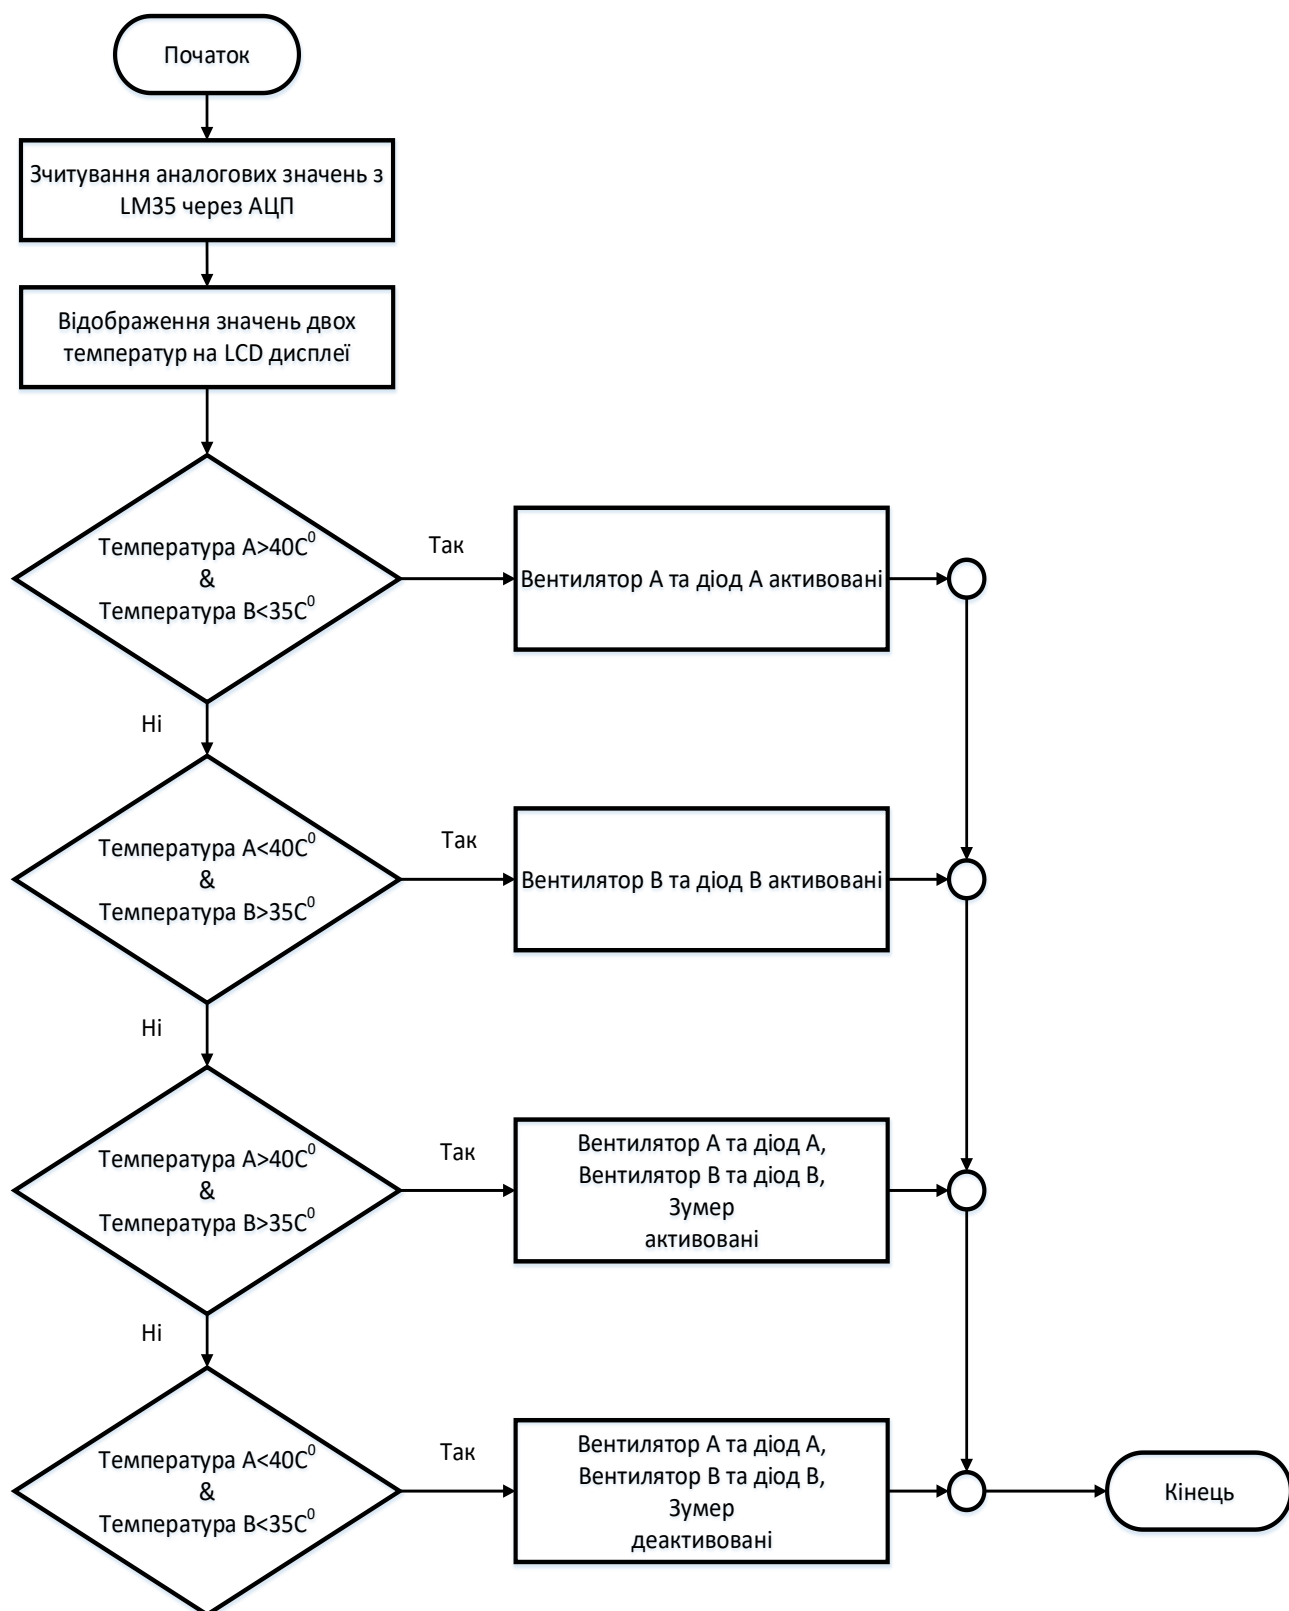 Початок
Зчитування аналогових значень з
LM35 через АЦП
Відображення значень двох
температур на LCD дисплеї
Температура А>40С⁰
&
Температура В<35С⁰
Так
Вентилятор А та діод А активовані
Ні
Температура А<40С⁰
&
Температура В>35С⁰
Так
Вентилятор В та діод В активовані
Ні
Температура А>40С⁰
&
Температура В>35С⁰
Так
Вентилятор А та діод А,
Вентилятор В та діод В,
Зумер
активовані
Ні
Температура А<40С⁰
&
Температура В<35С⁰
Так
Вентилятор А та діод А,
Вентилятор В та діод В,
Зумер
деактивовані
Кінець